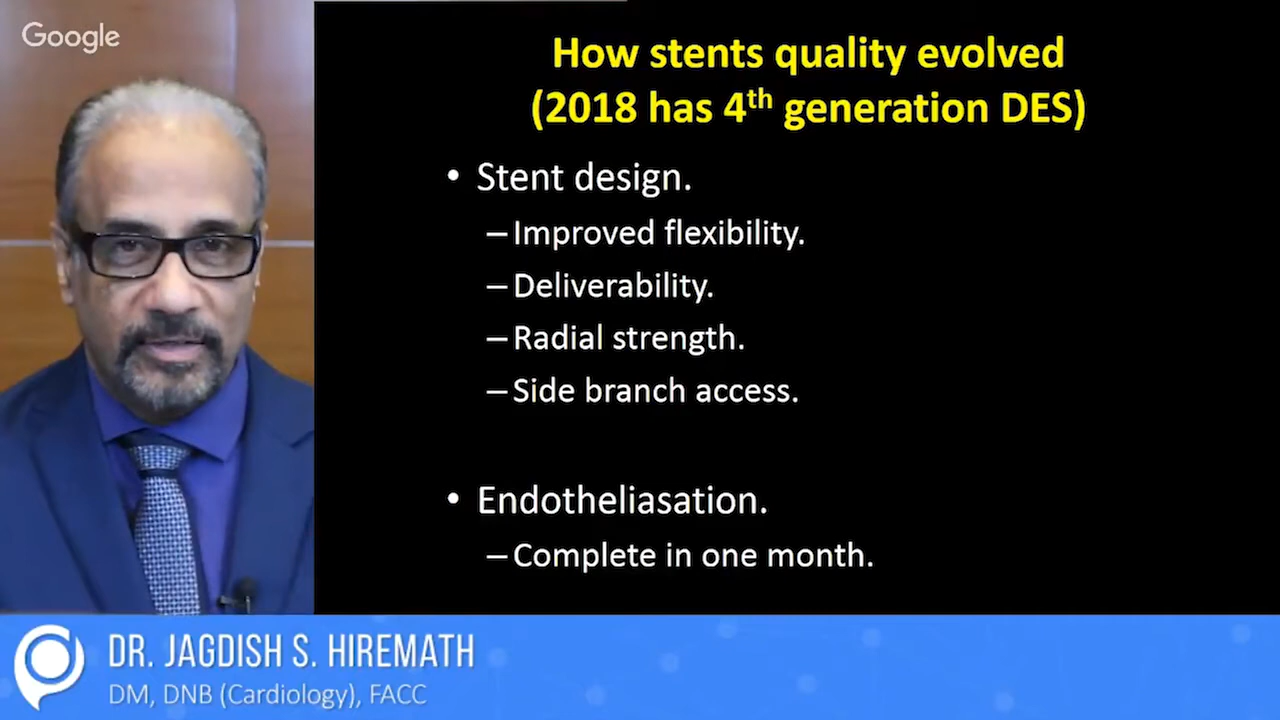 Google
How stents quality evolved
(2018 has 4th generation DES)
• Stent design.
–Improved flexibility.
–Deliverability.
–Radial strength.
–Side branch access.
• Endotheliasation.
–Complete in one month.
DR. JAGDISH S. HIREMATH
DM, DNB (Cardiology), FACC